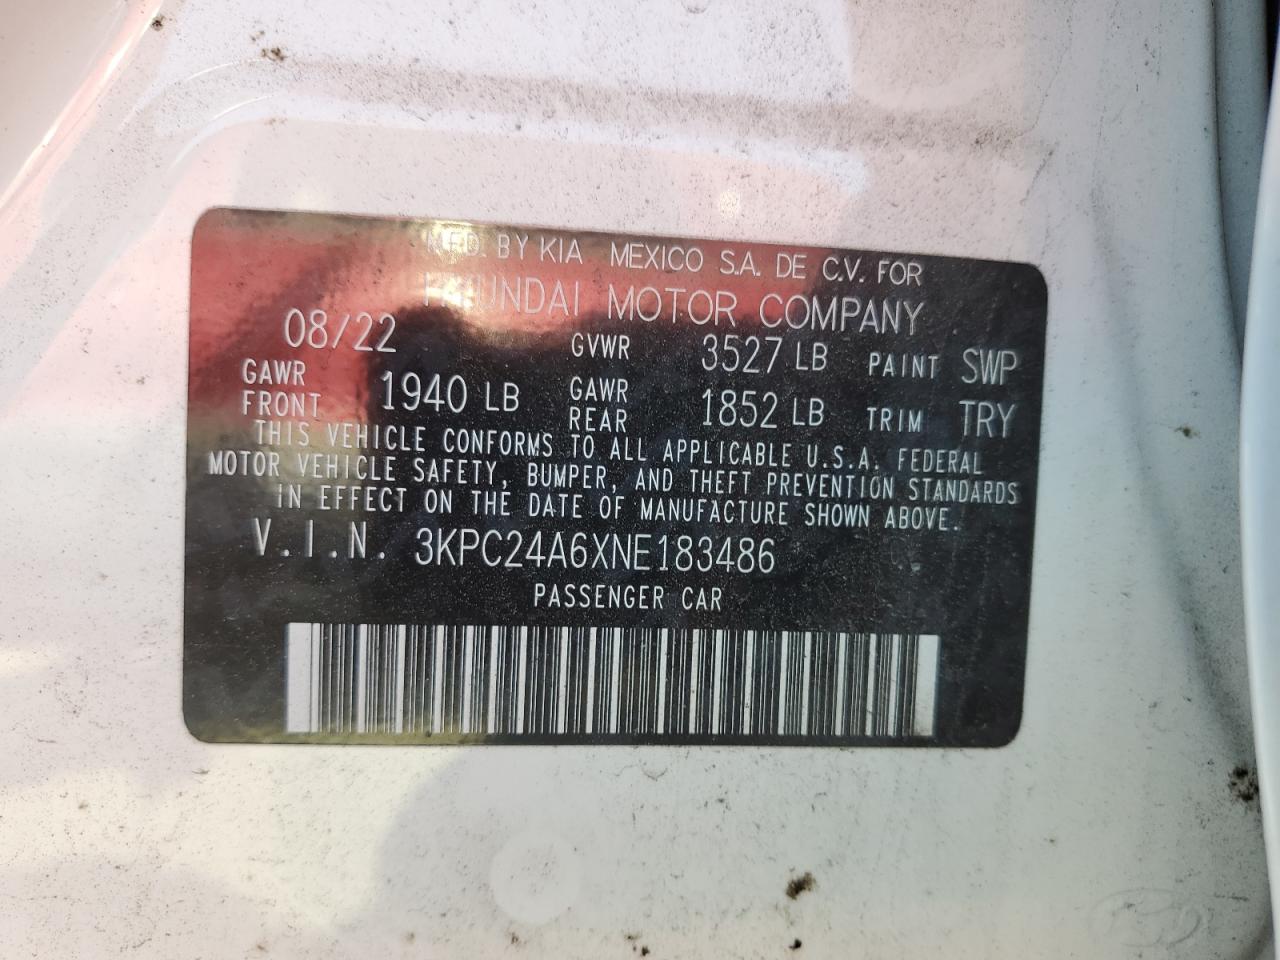 MFD. BY KIA MEXICO S.A. DE C.V. FOR
HYUNDAI MOTOR COMPANY
08/22 GVWR 3527 LB PAINT SWP
GAWR FRONT 1940 LB GAWR REAR 1852 LB TRIM TRY
THIS VEHICLE CONFORMS TO ALL APPLICABLE U.S.A. FEDERAL
MOTOR VEHICLE SAFETY, BUMPER, AND THEFT PREVENTION STANDARDS
IN EFFECT ON THE DATE OF MANUFACTURE SHOWN ABOVE.
V.I.N. 3KPC24A6XNE183486
PASSENGER CAR